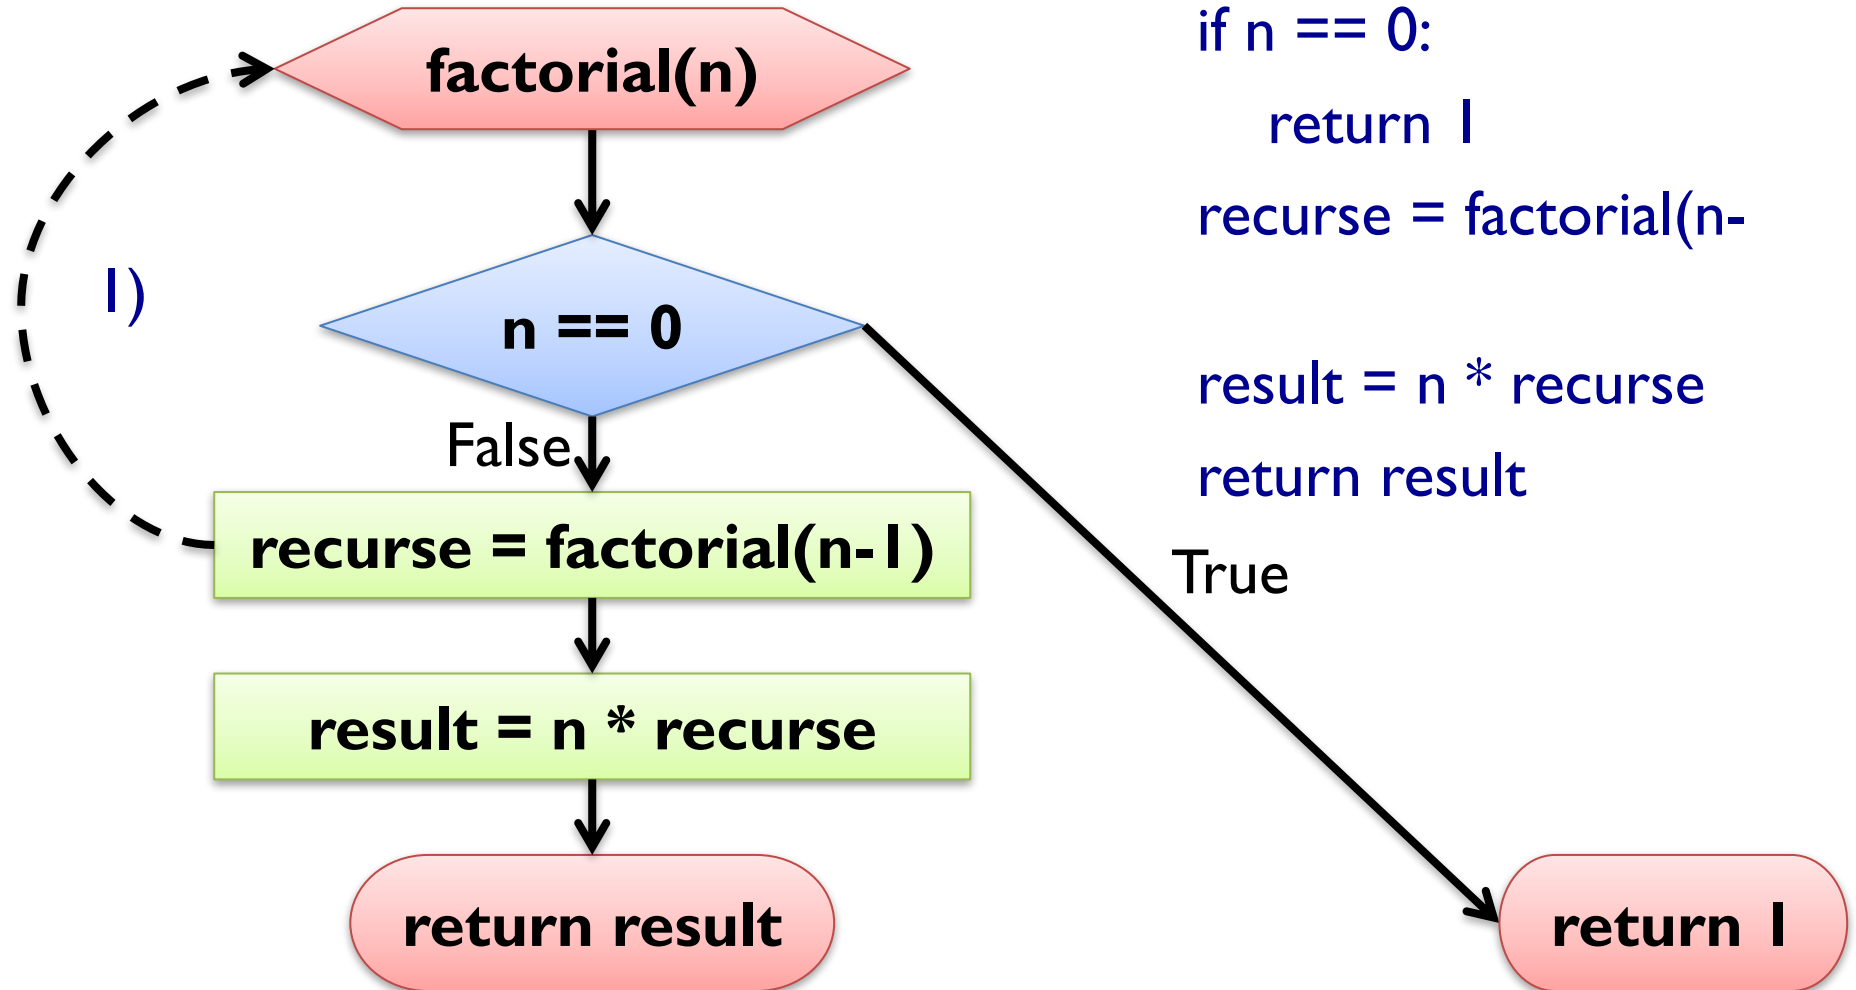 factorial(n)
n == 0
False
True
recurse = factorial(n-1)
result = n * recurse
return result
return 1
if n == 0:
return 1
recurse = factorial(n-
1)
result = n * recurse
return result